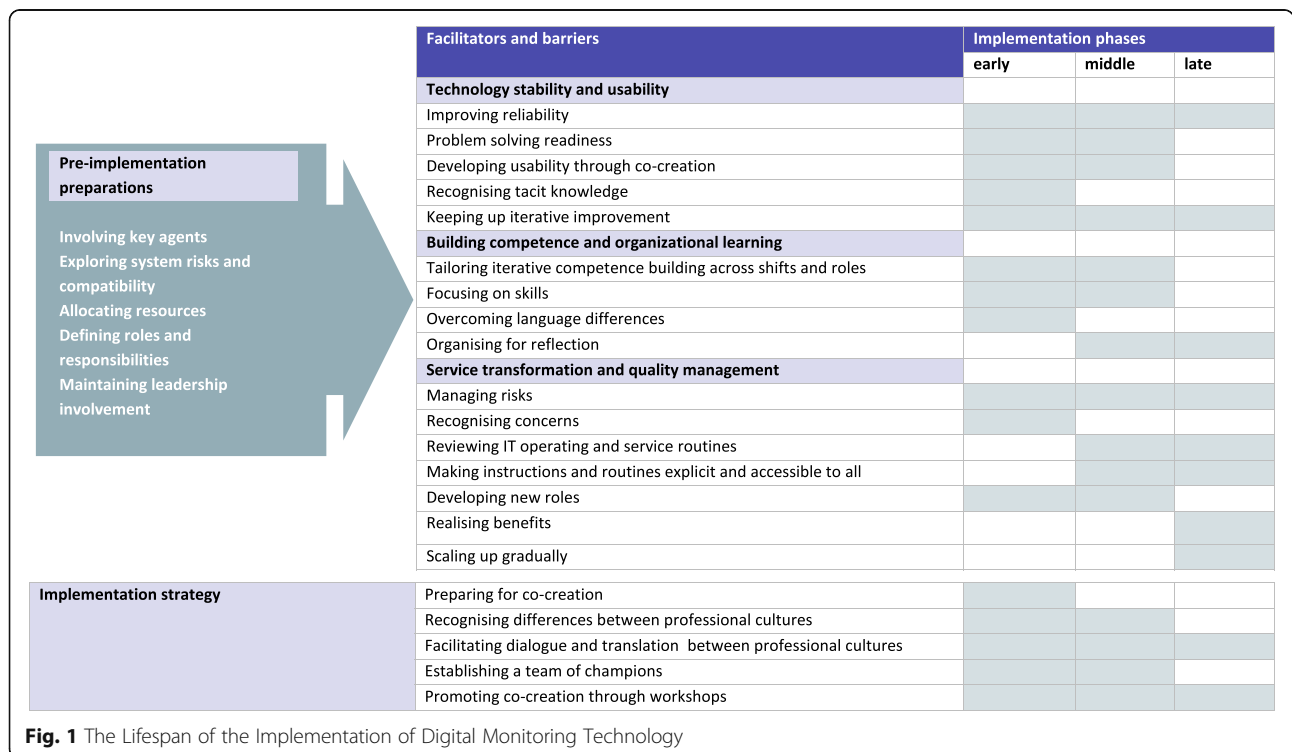 Facilitators and barriers
Implementation phases
early
middle
late
Technology stability and usability
Improving reliability
Problem solving readiness
Developing usability through co-creation
Recognising tacit knowledge
Keeping up iterative improvement
Building competence and organizational learning
Tailoring iterative competence building across shifts and roles
Focusing on skills
Overcoming language differences
Organising for reflection
Service transformation and quality management
Managing risks
Recognising concerns
Reviewing IT operating and service routines
Making instructions and routines explicit and accessible to all
Developing new roles
Realising benefits
Scaling up gradually
Pre-implementation
preparations
Involving key agents
Exploring system risks and
compatibility
Allocating resources
Defining roles and
responsibilities
Maintaining leadership
involvement
Implementation strategy
Preparing for co-creation
Recognising differences between professional cultures
Facilitating dialogue and translation between professional cultures
Establishing a team of champions
Promoting co-creation through workshops
Fig. 1 The Lifespan of the Implementation of Digital Monitoring Technology